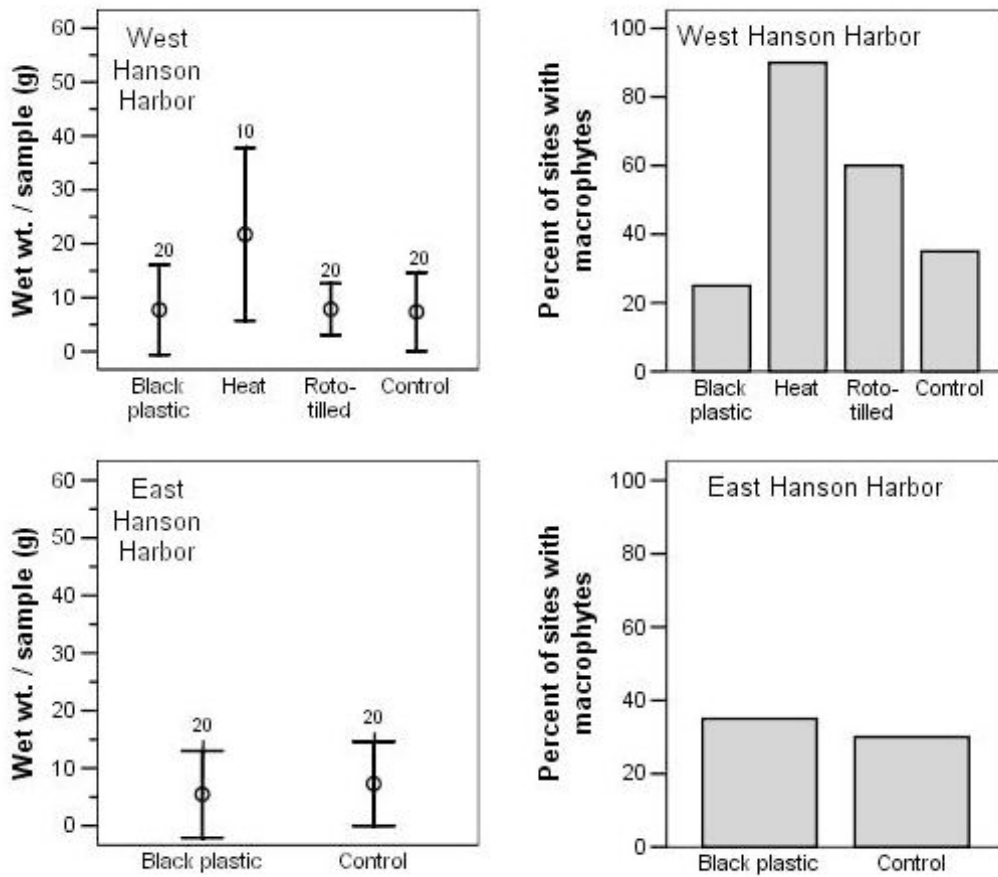 60
50
40
30
20
10
0
Wet wt. / sample (g)
West
Hanson
Harbor
20
10
20
20
Black
plastic
Heat
Roto-
tilled
Control
100
80
60
40
20
0
Percent of sites with
macrophytes
West Hanson Harbor
Black
plastic
Heat
Roto-
tilled
Control
60
50
40
30
20
10
0
Wet wt. / sample (g)
East
Hanson
Harbor
20
20
Black plastic
Control
100
80
60
40
20
0
Percent of sites with
macrophytes
East Hanson Harbor
Black plastic
Control